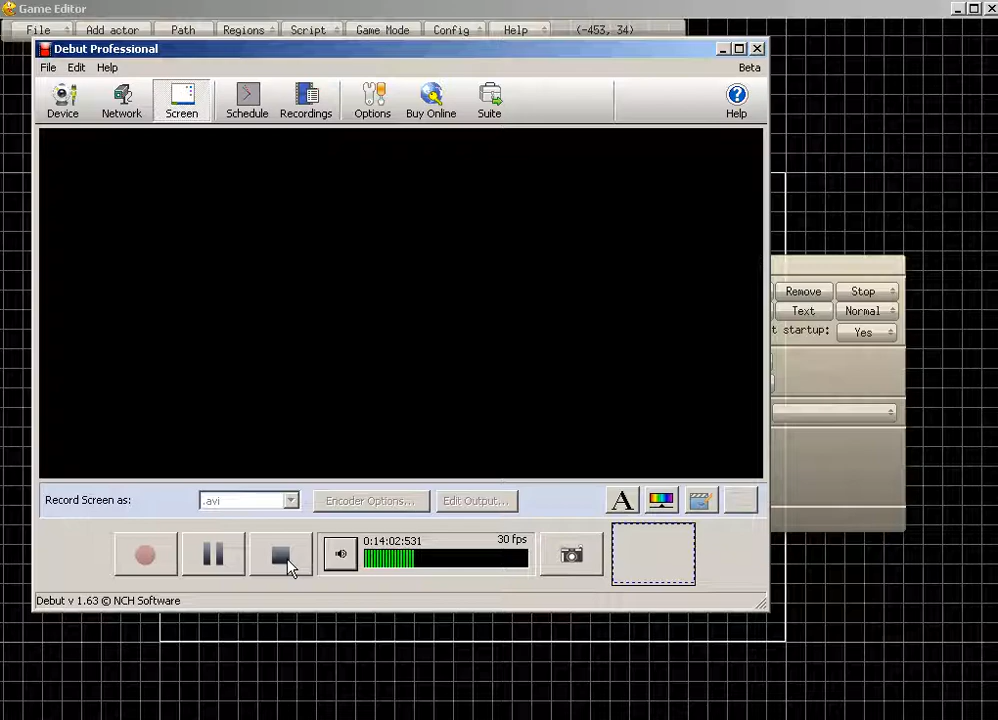 Game Editor
File Add actor Path Regions Script Game Mode Config Help (-453, 34)
Debut Professional
File Edit Help Beta
Device Network Screen Schedule Recordings Options Buy Online Suite Help
Remove Stop
Text Normal
t startup: Yes
Record Screen as: .avi Encoder Options... Edit Output... A
0:14:02:531 30 fps
Debut v 1.63 © NCH Software